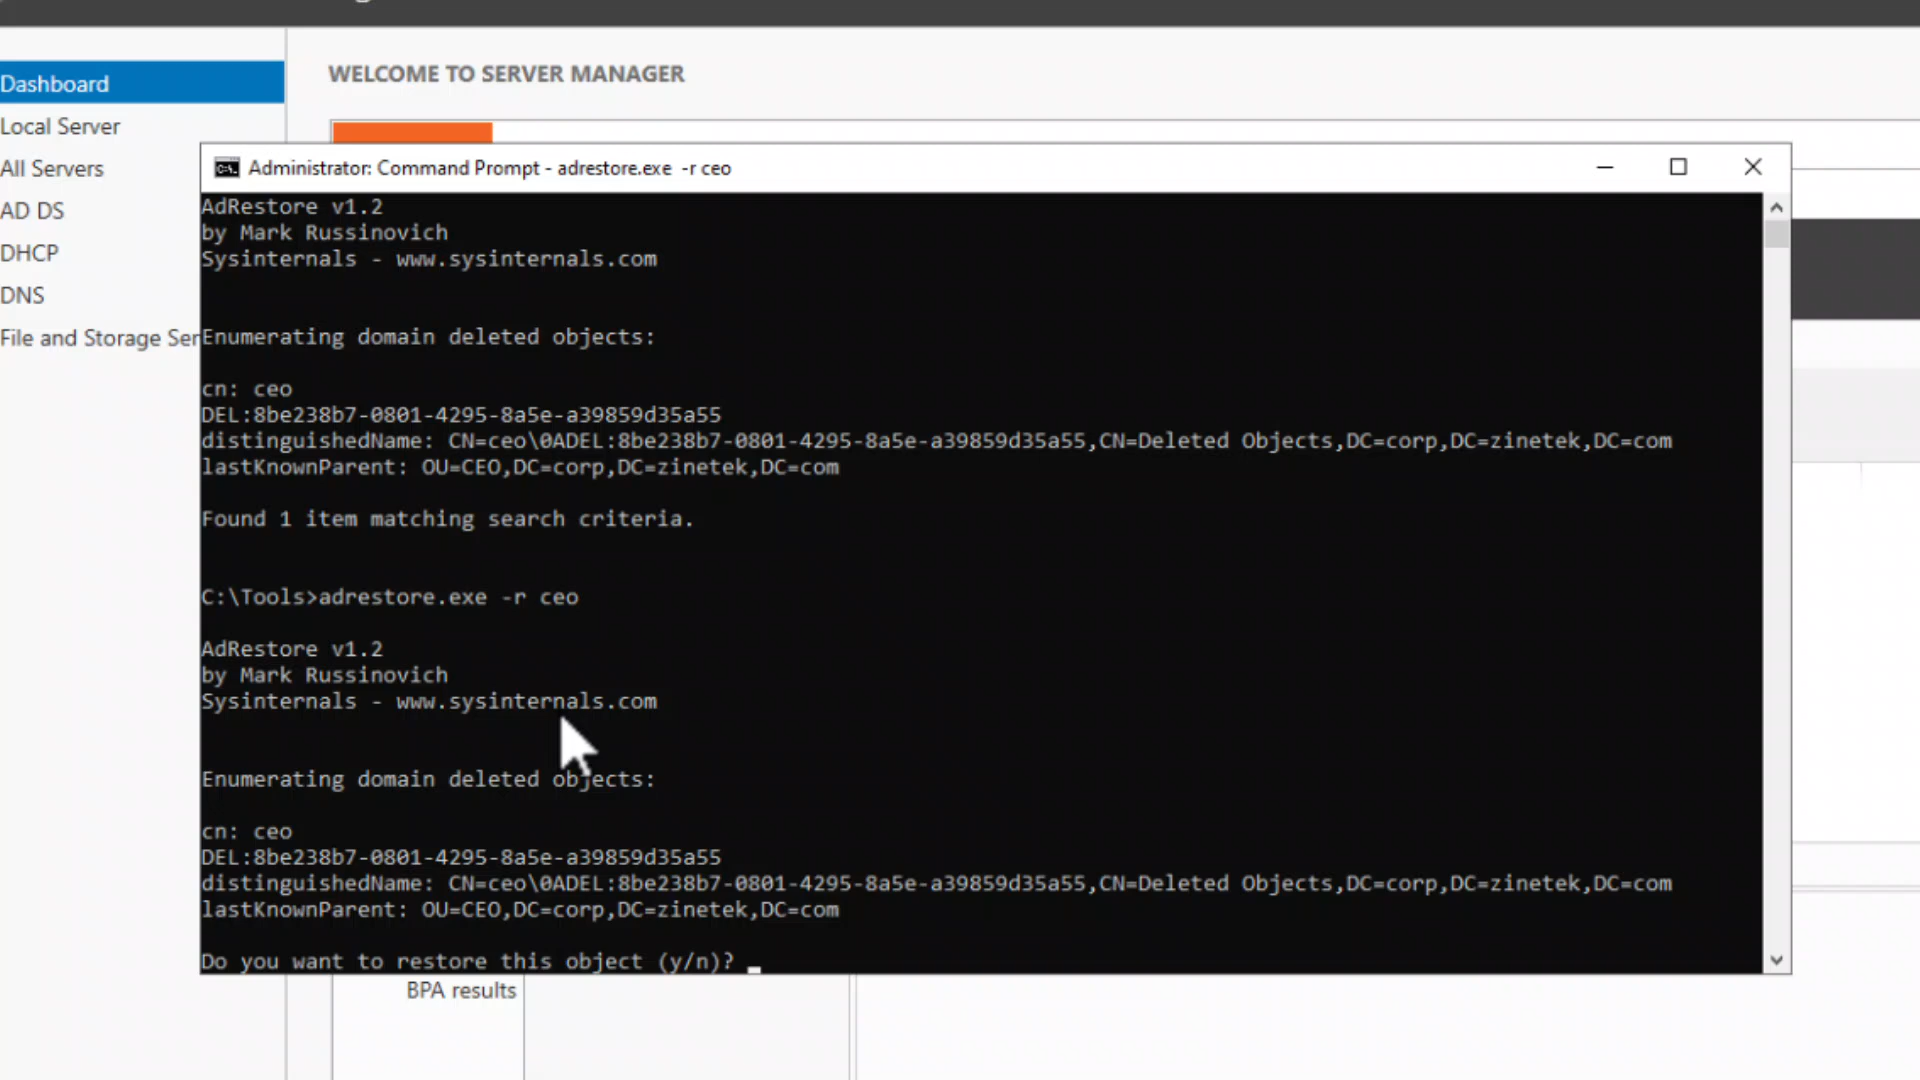 WELCOME TO SERVER MANAGER
Dashboard
Local Server
All Servers
AD DS
DHCP
DNS
File and Storage Ser
Administrator: Command Prompt - adrestore.exe -r ceo
AdRestore v1.2
by Mark Russinovich
Sysinternals - www.sysinternals.com
Enumerating domain deleted objects:
cn: ceo
DEL:8be238b7-0801-4295-8a5e-a39859d35a55
distinguishedName: CN=ceo\0ADEL:8be238b7-0801-4295-8a5e-a39859d35a55,CN=Deleted Objects,DC=corp,DC=zinetek,DC=com
lastKnownParent: OU=CEO,DC=corp,DC=zinetek,DC=com
Found 1 item matching search criteria.
C:\Tools>adrestore.exe -r ceo
AdRestore v1.2
by Mark Russinovich
Sysinternals - www.sysinternals.com
Enumerating domain deleted objects:
cn: ceo
DEL:8be238b7-0801-4295-8a5e-a39859d35a55
distinguishedName: CN=ceo\0ADEL:8be238b7-0801-4295-8a5e-a39859d35a55,CN=Deleted Objects,DC=corp,DC=zinetek,DC=com
lastKnownParent: OU=CEO,DC=corp,DC=zinetek,DC=com
Do you want to restore this object (y/n)?
BPA results